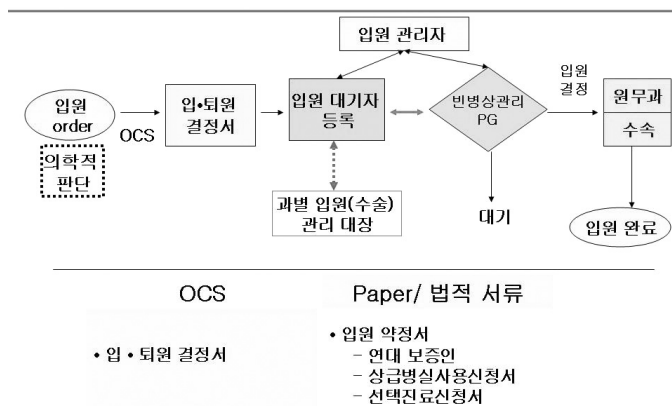 입원 관리자
입원
order
OCS
의학적
판단
입•퇴원
결정서
입원 대기자
등록
과별 입원(수술)
관리 대장
빈병상관리
PG
대기
입원
결정
원무과
수속
입원 완료
OCS
• 입 • 퇴원 결정서
Paper/ 법적 서류
• 입원 약정서
– 연대 보증인
– 상급병실사용신청서
– 선택진료신청서